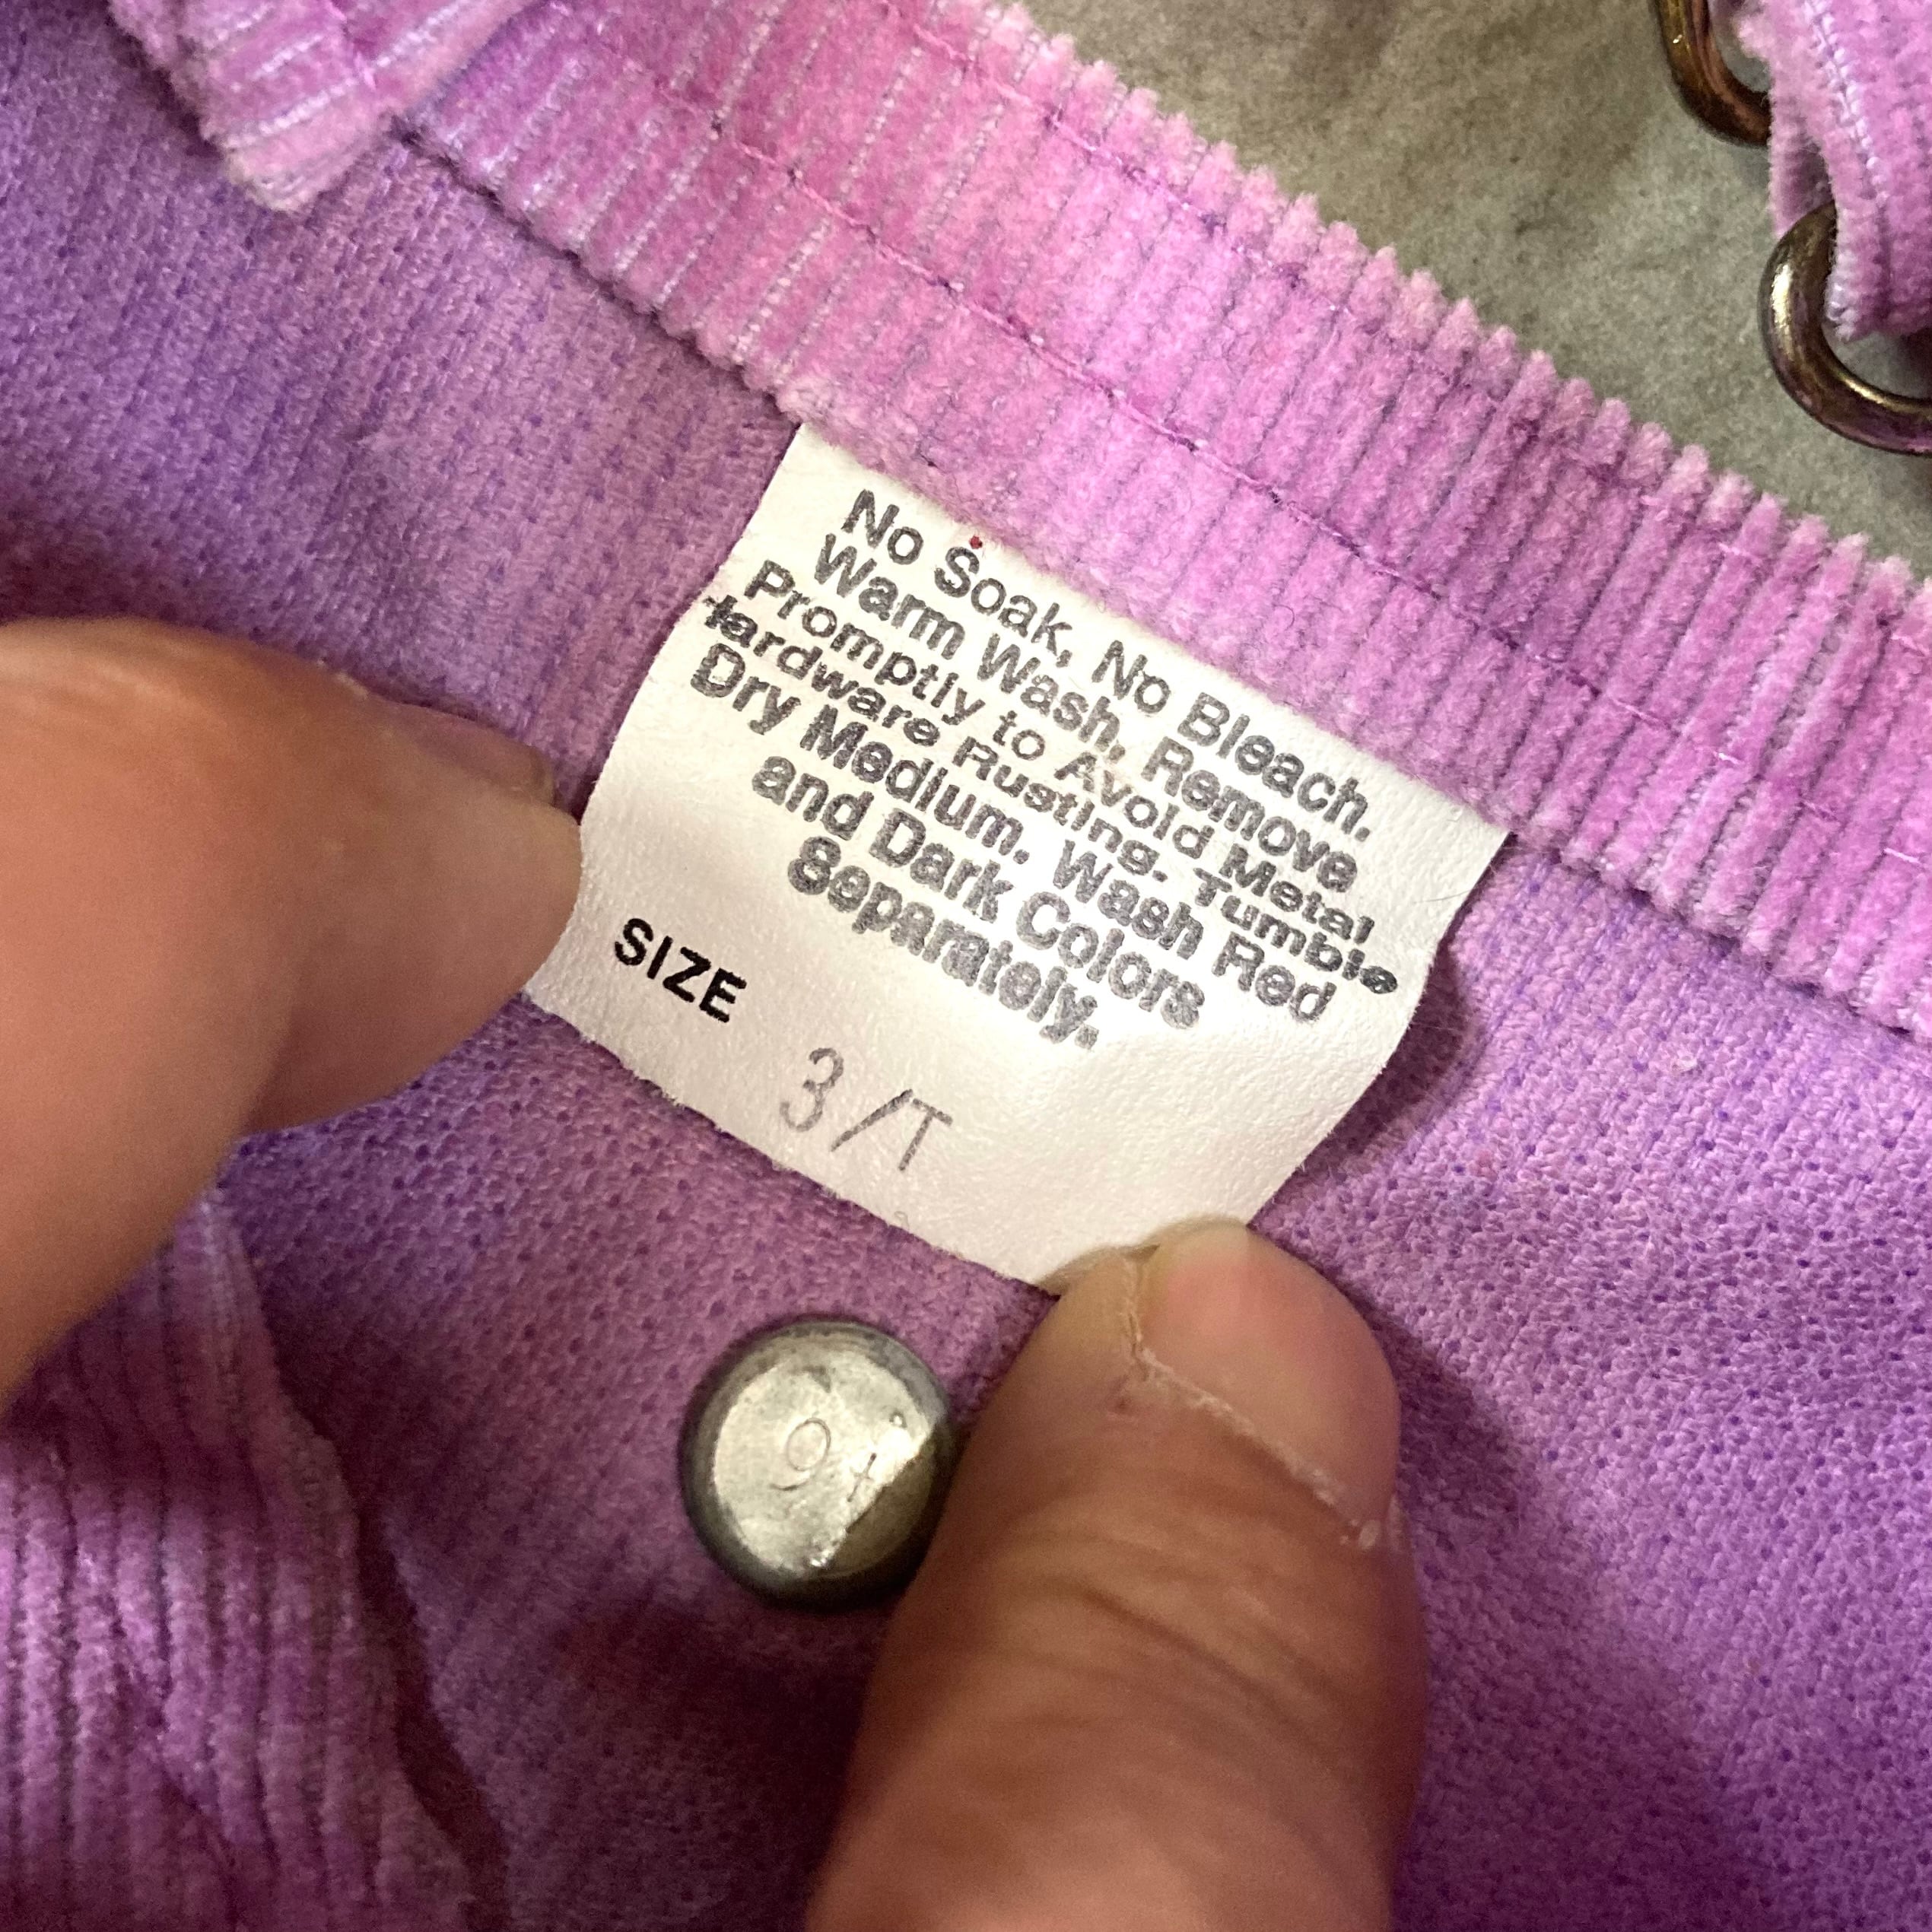 No Soak, No Bleach.
Warm Wash, Remove
Promptly to Avoid Metal
Hardware Rusting. Tumble
Dry Medium. Wash Red
and Dark Colors
Separately.
SIZE
3/T